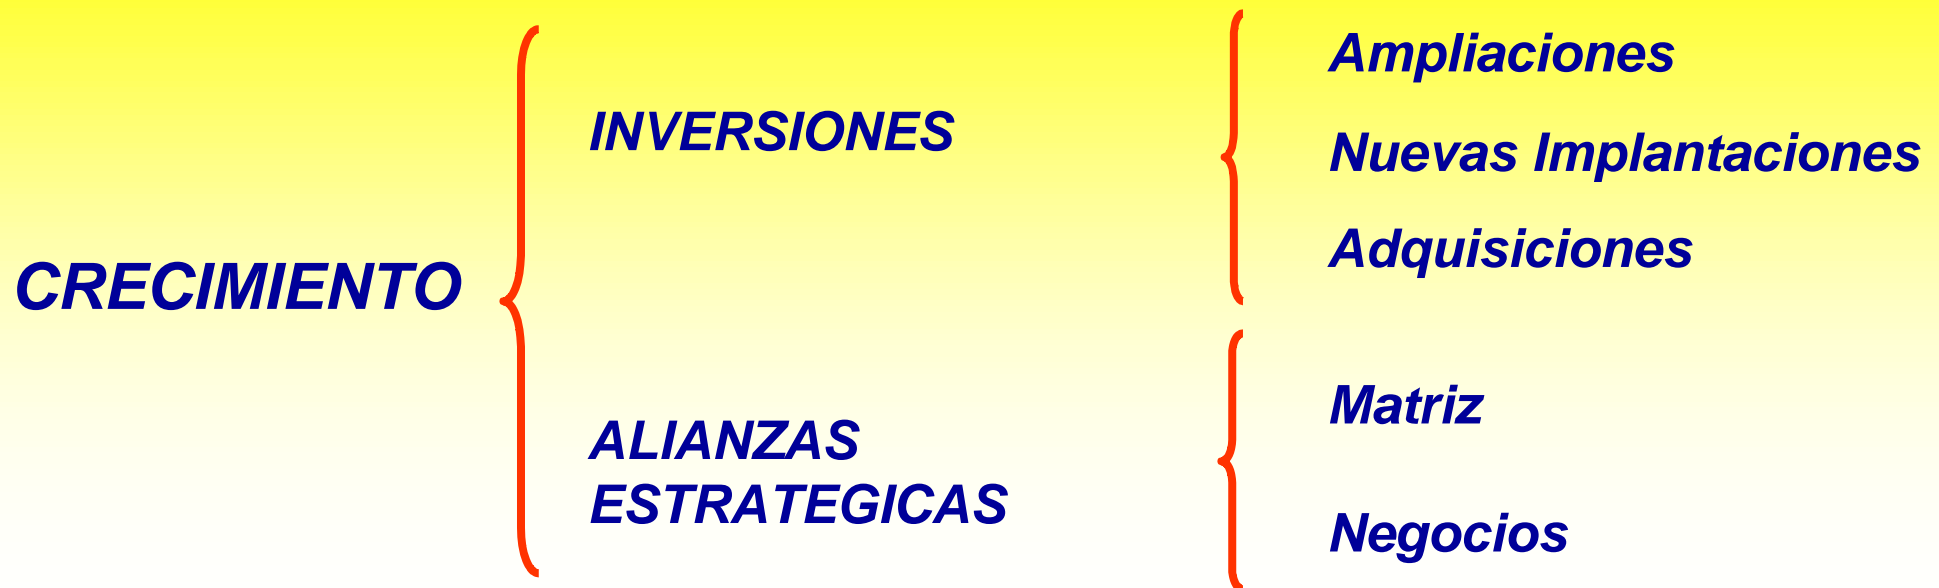 CRECIMIENTO
INVERSIONES
Ampliaciones
Nuevas Implantaciones
Adquisiciones
ALIANZAS
ESTRATEGICAS
Matriz
Negocios